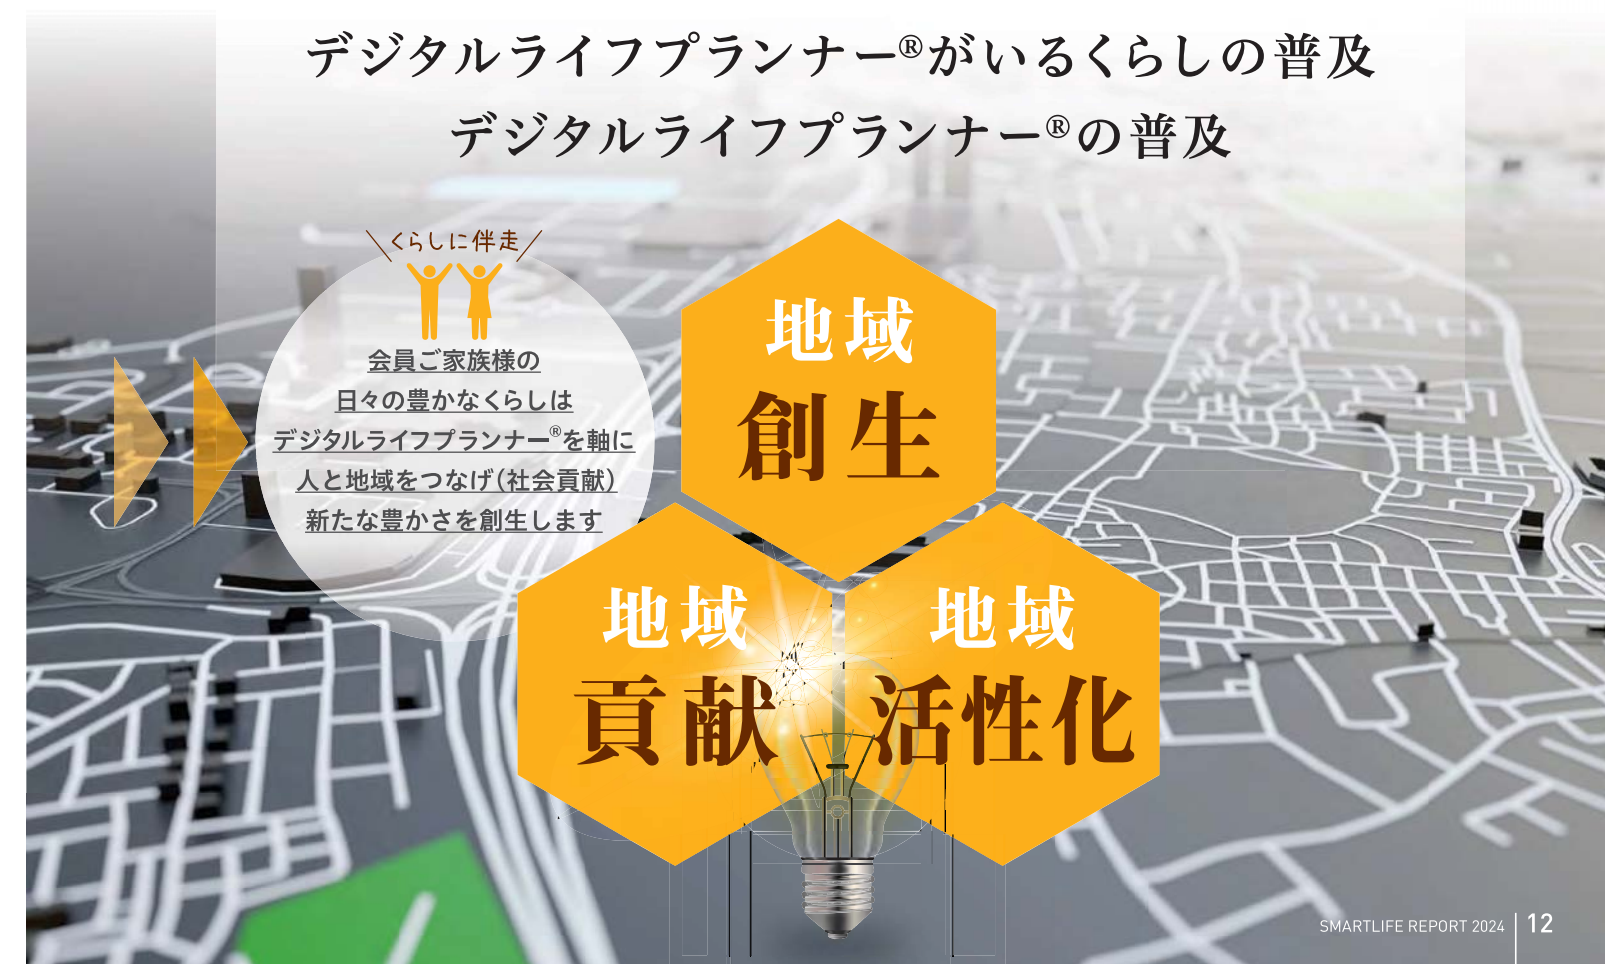 デジタルライフプランナー®がいるくらしの普及
デジタルライフプランナー®の普及
くらしに伴走
会員ご家族様の
日々の豊かなくらしは
デジタルライフプランナー®を軸に
人と地域をつなげ(社会貢献)
新たな豊かさを創生します
地域
創生
地域
貢献
地域
活性化
SMARTLIFE REPORT 2024 12